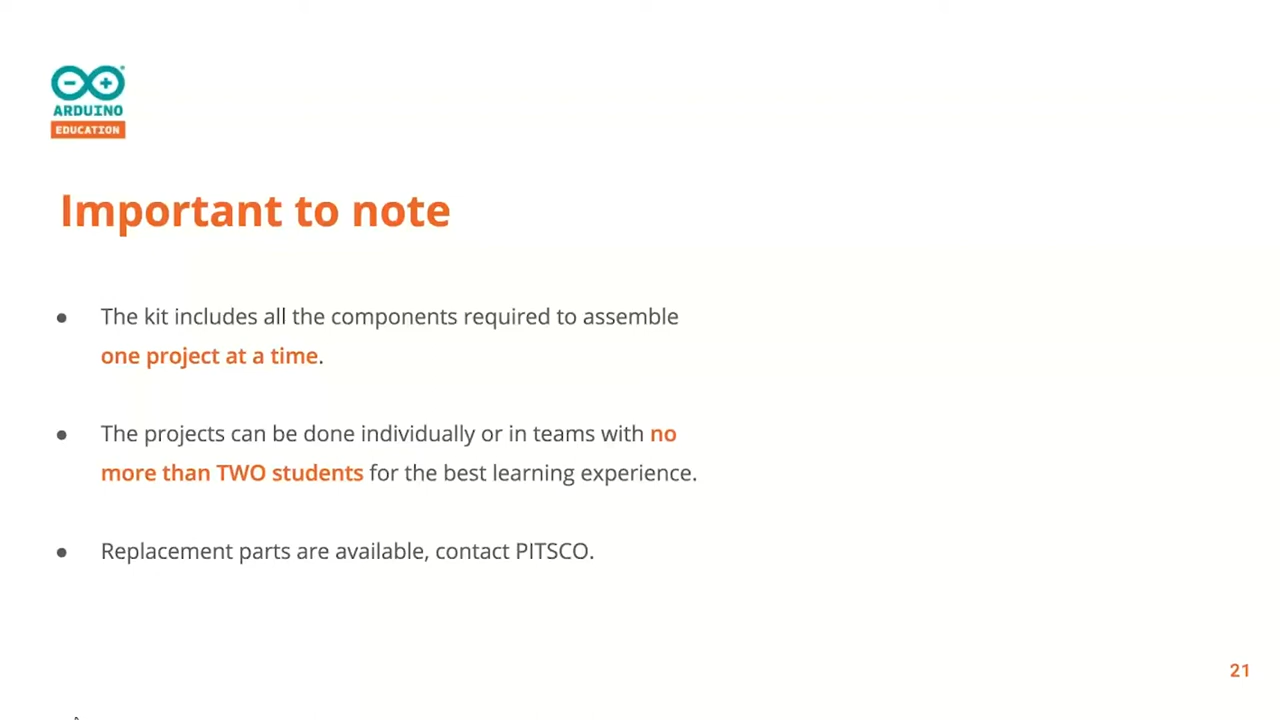 ARDUINO
EDUCATION
Important to note
● The kit includes all the components required to assemble
one project at a time.
● The projects can be done individually or in teams with no
more than TWO students for the best learning experience.
● Replacement parts are available, contact PITSCO.
21